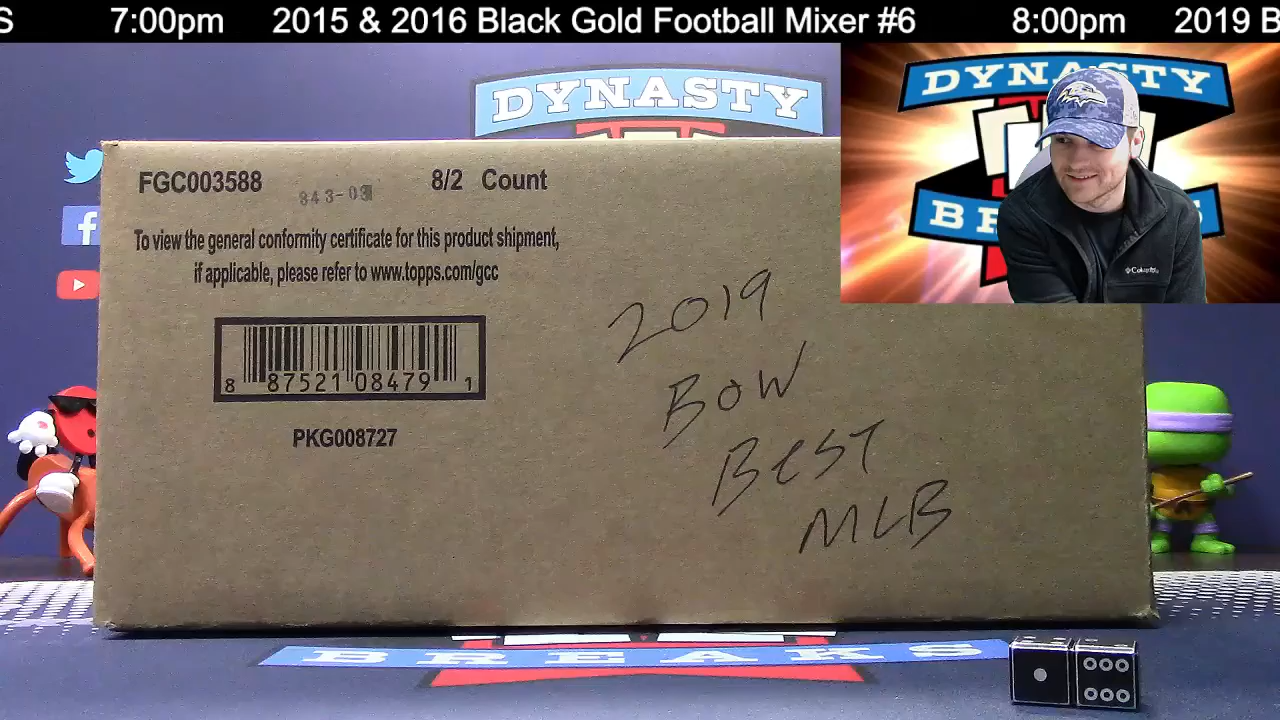 7:00pm 2015 & 2016 Black Gold Football Mixer #6 8:00pm 2019 B
DYNASTY
DYNASTY
FGC003588 8/2 Count
To view the general conformity certificate for this product shipment,
if applicable, please refer to www.topps.com/gcc
8 87521 08479 1
PKG008727
2019
BOW
BEST
MLB
Columbia
BREAKS